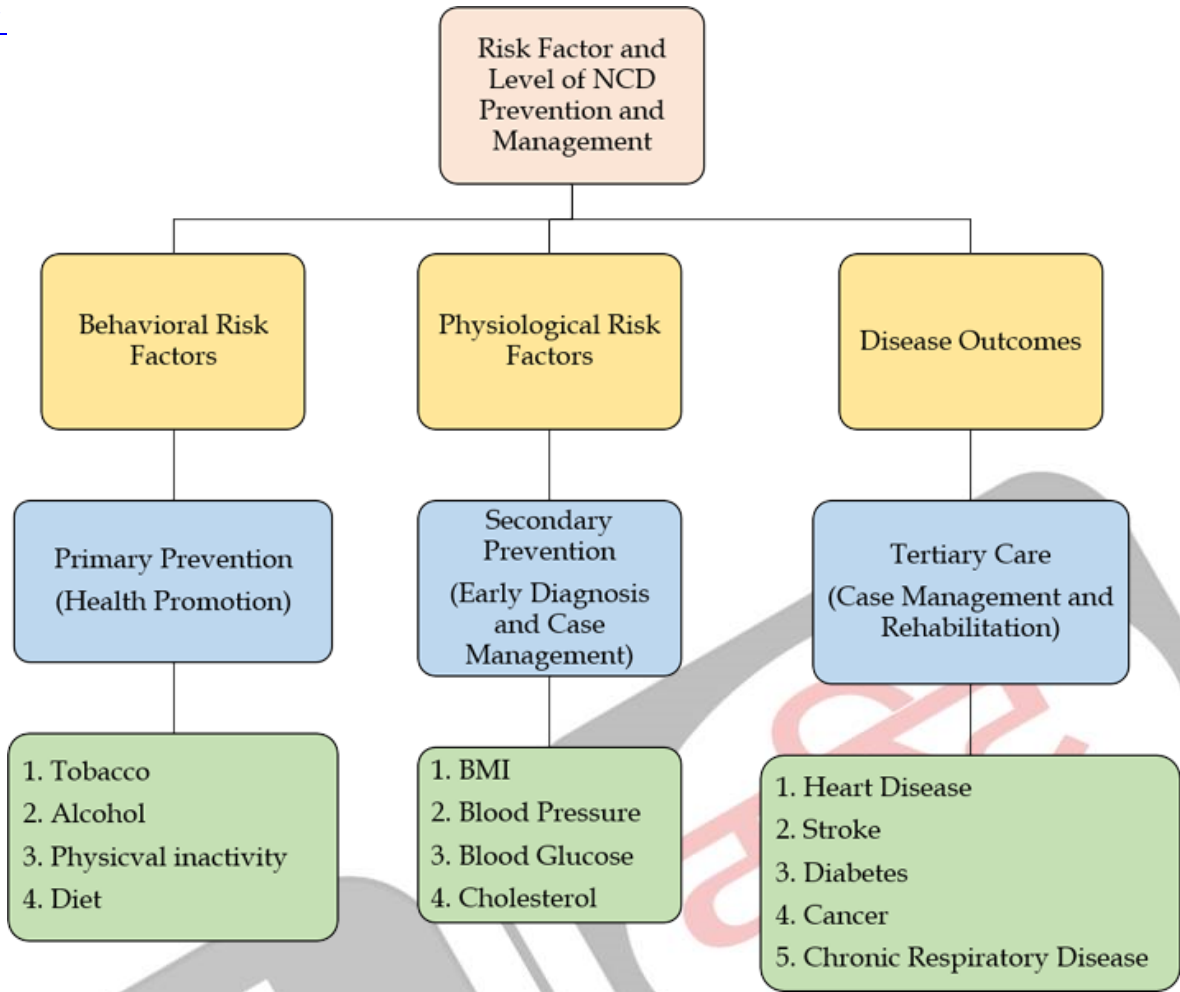 Risk Factor and
Level of NCD
Prevention and
Management
Behavioral Risk
Factors
Physiological Risk
Factors
Disease Outcomes
Primary Prevention
(Health Promotion)
Secondary
Prevention
(Early Diagnosis
and Case
Management)
Tertiary Care
(Case Management and
Rehabilitation)
1. Tobacco
2. Alcohol
3. Physicval inactivity
4. Diet
1. BMI
2. Blood Pressure
3. Blood Glucose
4. Cholesterol
1. Heart Disease
2. Stroke
3. Diabetes
4. Cancer
5. Chronic Respiratory Disease